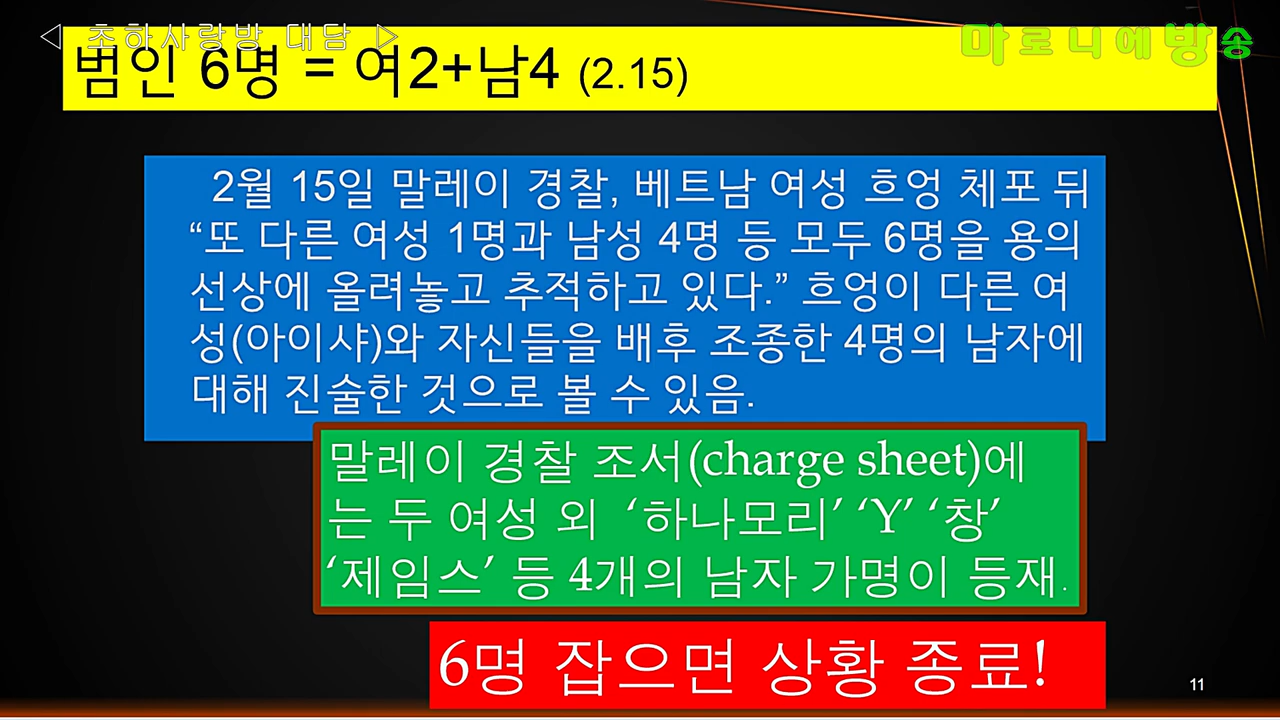 ◁ 초하사랑방 대담 ▷
마로니에방송
범인 6명 = 여2+남4 (2.15)
2월 15일 말레이 경찰, 베트남 여성 흐엉 체포 뒤
“또 다른 여성 1명과 남성 4명 등 모두 6명을 용의
선상에 올려놓고 추적하고 있다.” 흐엉이 다른 여
성(아이샤)와 자신들을 배후 조종한 4명의 남자에
대해 진술한 것으로 볼 수 있음.
말레이 경찰 조서(charge sheet)에
는 두 여성 외 ‘하나모리’ ‘Y’ ‘창’
‘제임스’ 등 4개의 남자 가명이 등재.
6명 잡으면 상황 종료!
11